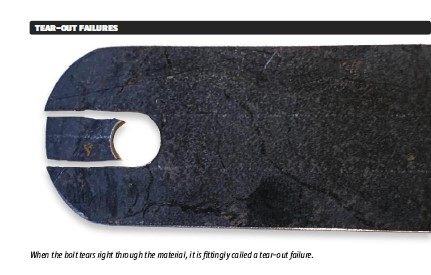 TEAR-OUT FAILURES
When the bolt tears right through the material, it is fittingly called a tear-out failure.